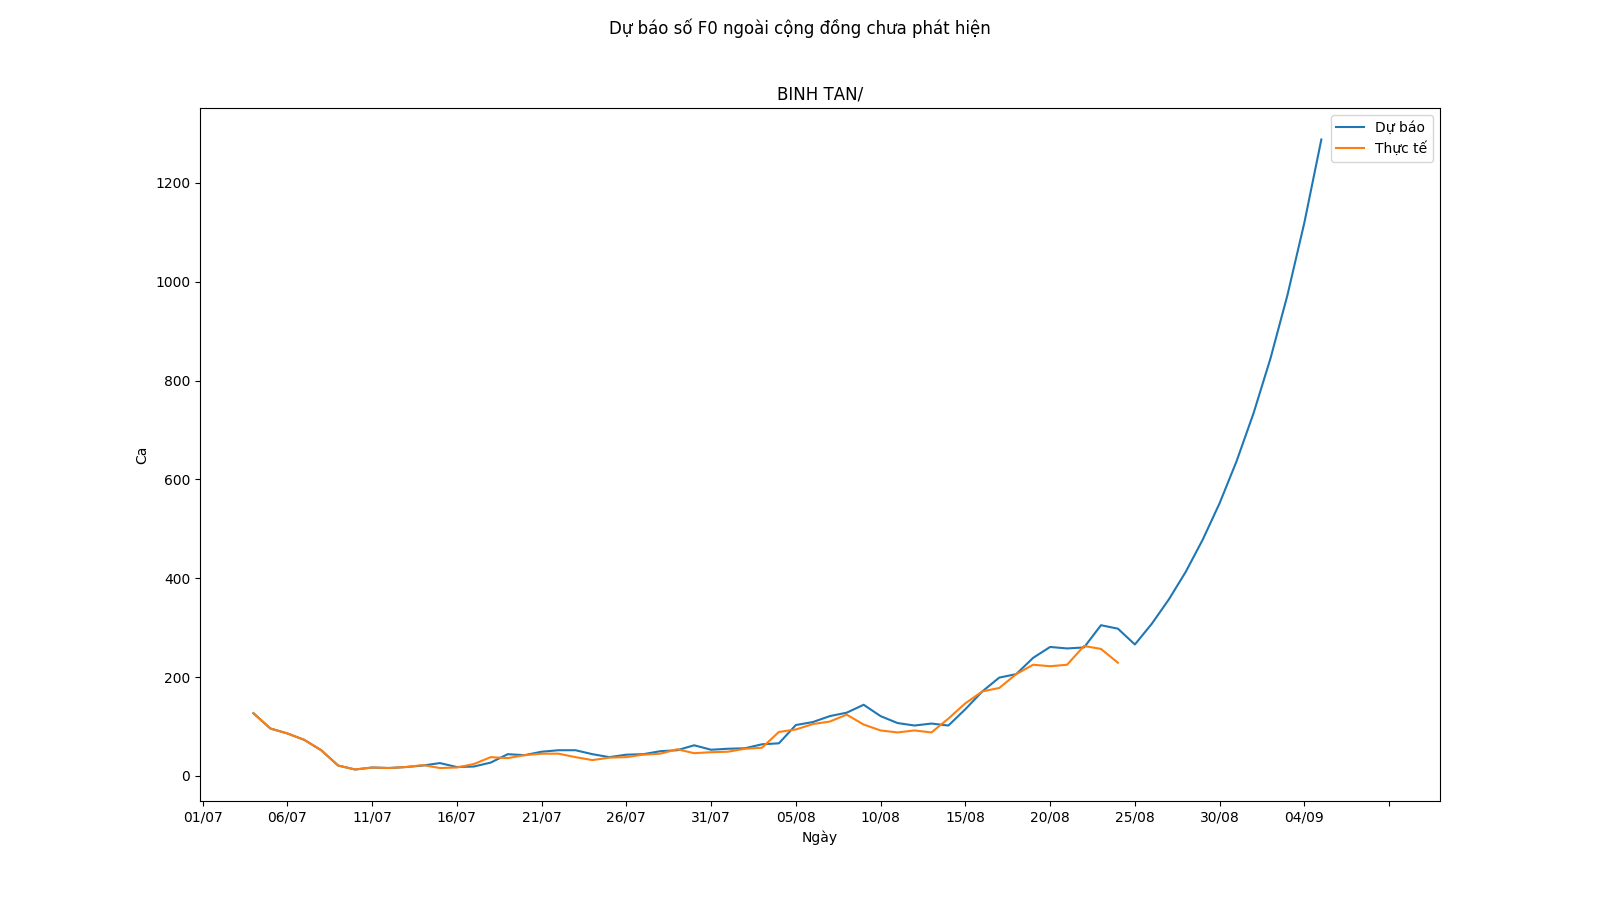 Dự báo số F0 ngoài cộng đồng chưa phát hiện
BINH TAN/
Dự báo
Thực tế
1200
1000
800
600
400
200
0
Ca
01/07 06/07 11/07 16/07 21/07 26/07 31/07 05/08 10/08 15/08 20/08 25/08 30/08 04/09
Ngày